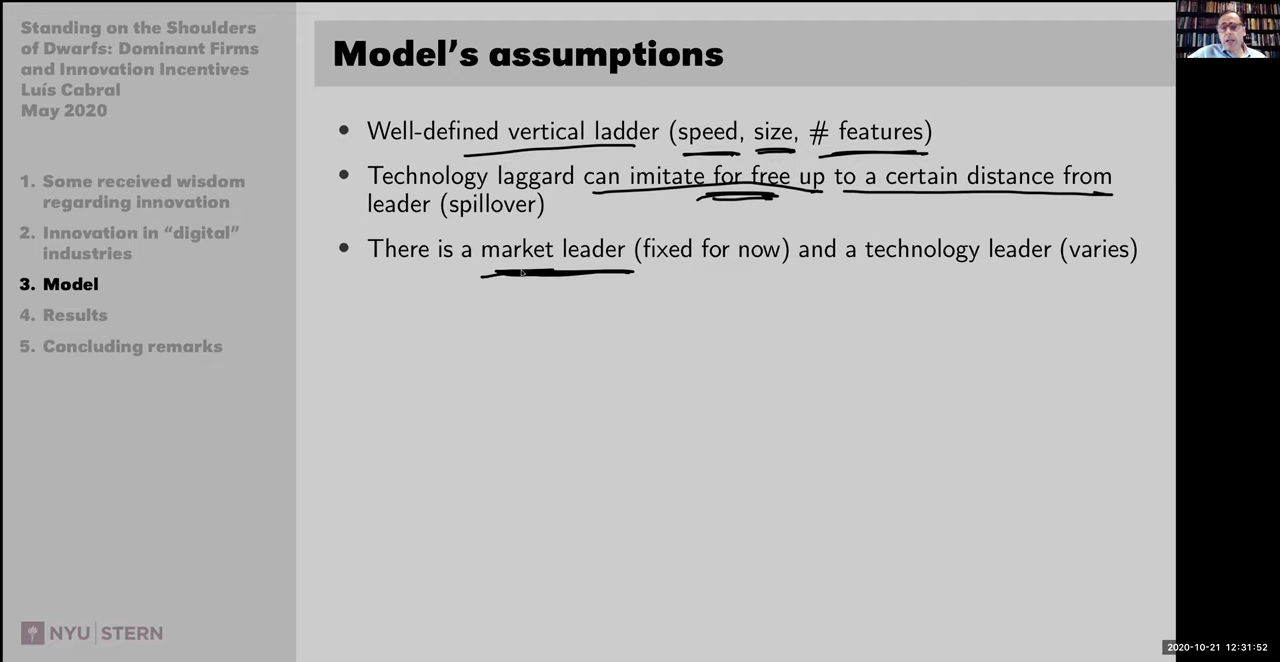 Standing on the Shoulders
of Dwarfs: Dominant Firms
and Innovation Incentives
Luís Cabral
May 2020
1. Some received wisdom
regarding innovation
2. Innovation in “digital”
industries
3. Model
4. Results
5. Concluding remarks
NYU STERN
Model’s assumptions
• Well-defined vertical ladder (speed, size, # features)
• Technology laggard can imitate for free up to a certain distance from
leader (spillover)
• There is a market leader (fixed for now) and a technology leader (varies)
2020-10-21 12:31:52